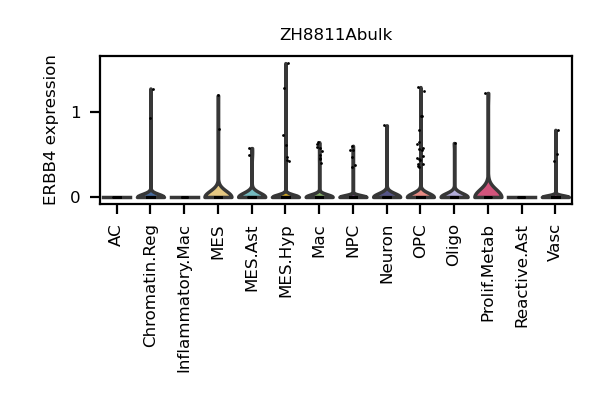 ZH8811Abulk
ERBB4 expression
1
0
AC
Chromatin.Reg
Inflammatory.Mac
MES
MES.Ast
MES.Hyp
Mac
NPC
Neuron
OPC
Oligo
Prolif.Metab
Reactive.Ast
Vasc